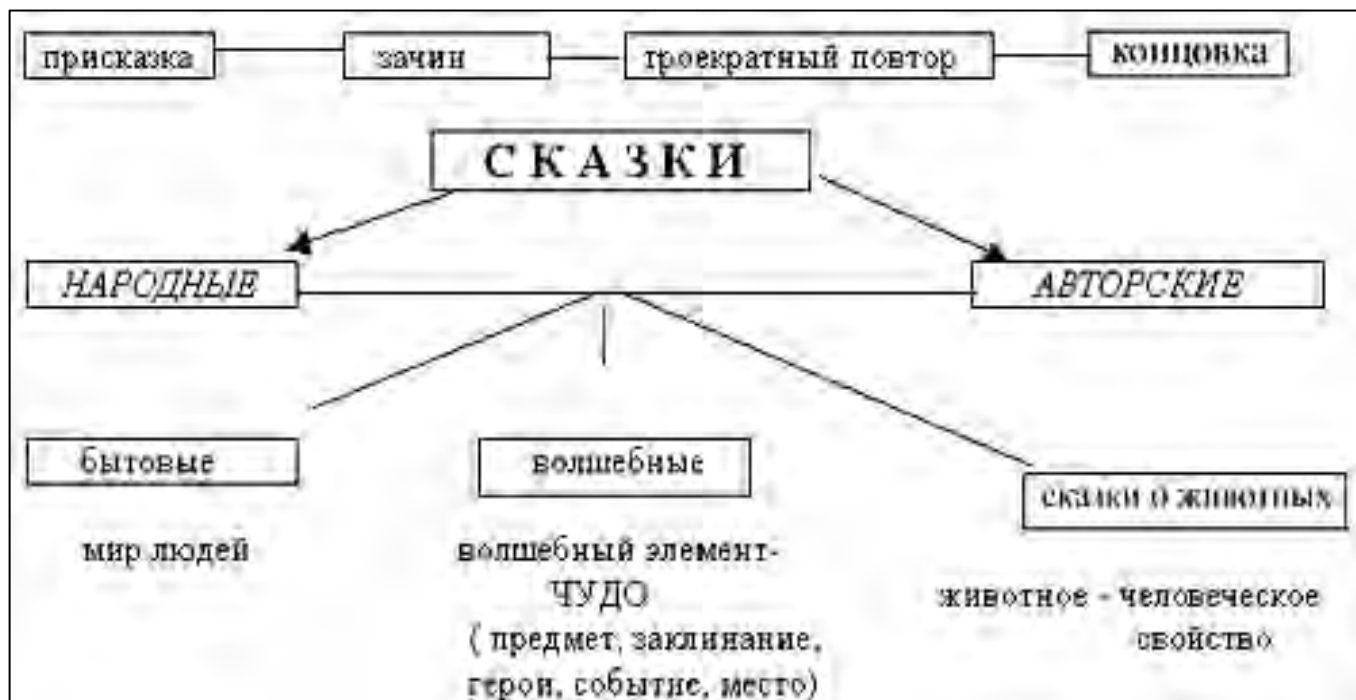 присказка зачин троекратный повтор концовка
СКАЗКИ
НАРОДНЫЕ АВТОРСКИЕ
бытовые волшебные сказки о животных
мир людей волшебный элемент-
ЧУДО
животное - человеческое
( предмет, заклинание,
свойство
герои, событие, место)